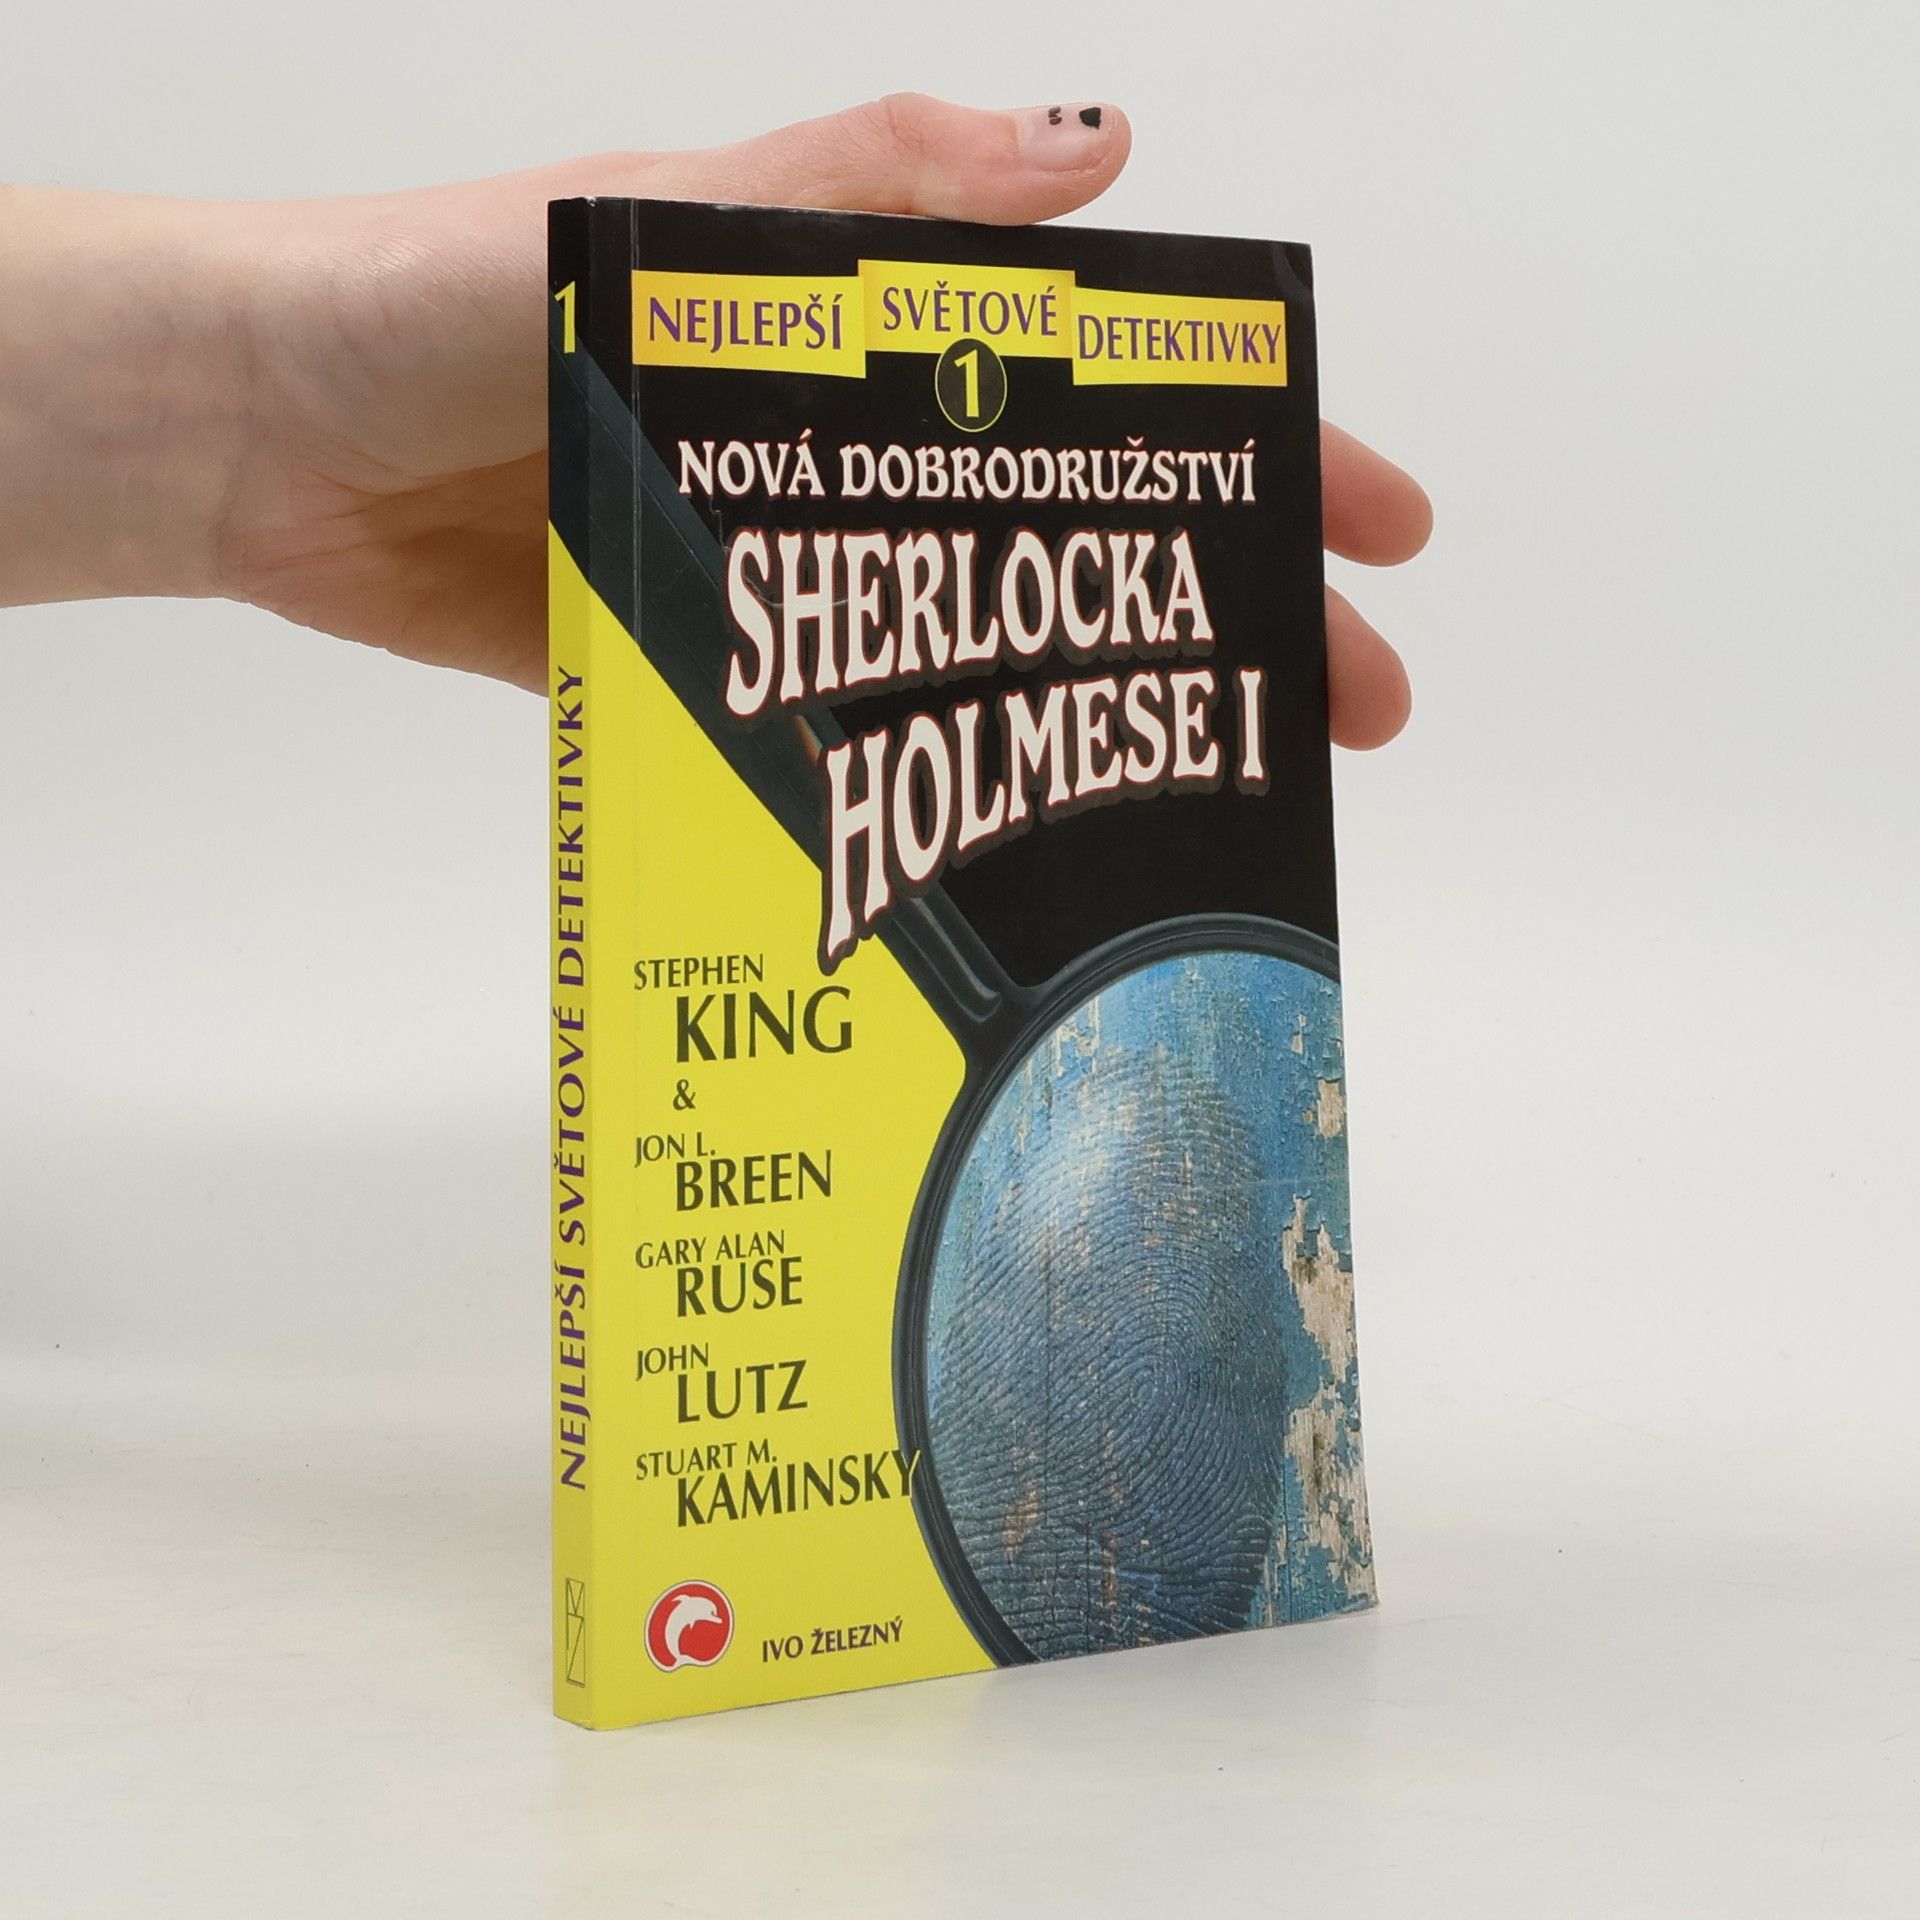 1
NEJLEPŠÍ SVĚTOVÉ DETEKTIVKY
NEJLEPŠÍ SVĚTOVÉ DETEKTIVKY
1
NOVÁ DOBRODRUŽSTVÍ
SHERLOCKA
HOLMESE I
STEPHEN
KING
&
JON L.
BREEN
GARY ALAN
RUSE
JOHN
LUTZ
STUART M.
KAMINSKY
IVO ŽELEZNÝ